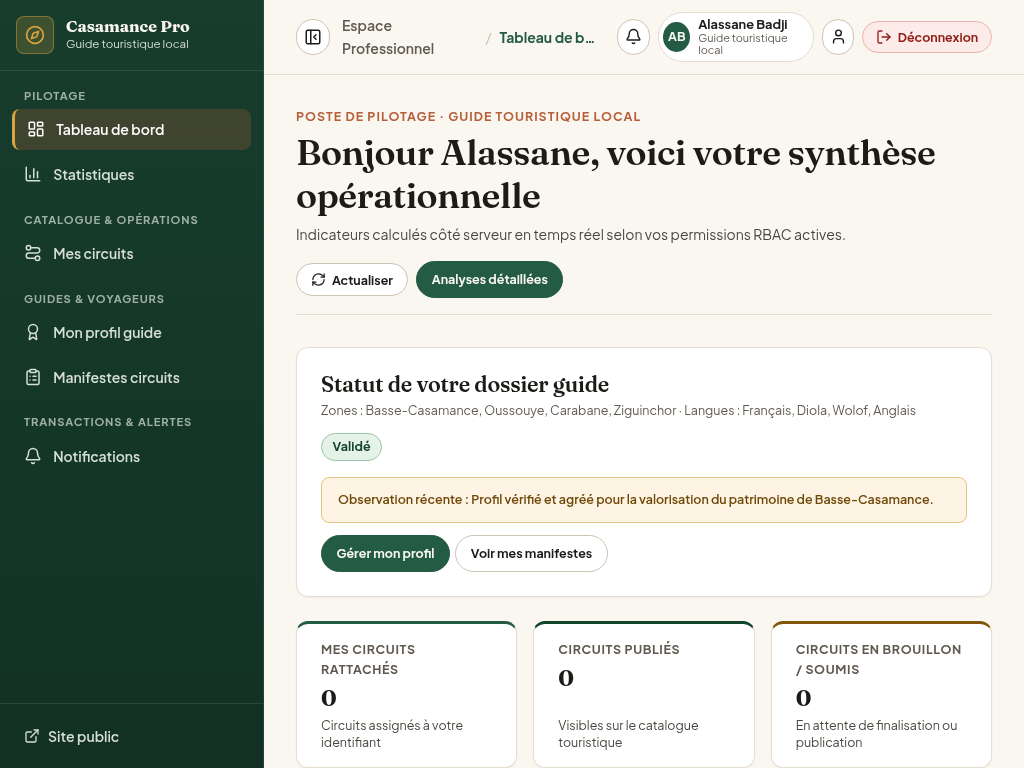 Casamance Pro
Guide touristique local
PILOTAGE
Tableau de bord
Statistiques
CATALOGUE & OPÉRATIONS
Mes circuits
GUIDES & VOYAGEURS
Mon profil guide
Manifestes circuits
TRANSACTIONS & ALERTES
Notifications
Site public
Espace
Professionnel
/
Tableau de b…
AB
Alassane Badji
Guide touristique
local
Déconnexion
POSTE DE PILOTAGE · GUIDE TOURISTIQUE LOCAL
Bonjour Alassane, voici votre synthèse
opérationnelle
Indicateurs calculés côté serveur en temps réel selon vos permissions RBAC actives.
Actualiser
Analyses détaillées
Statut de votre dossier guide
Zones : Basse-Casamance, Oussouye, Carabane, Ziguinchor · Langues : Français, Diola, Wolof, Anglais
Validé
Observation récente : Profil vérifié et agréé pour la valorisation du patrimoine de Basse-Casamance.
Gérer mon profil
Voir mes manifestes
MES CIRCUITS
RATTACHÉS
0
Circuits assignés à votre
identifiant
CIRCUITS PUBLIÉS
0
Visibles sur le catalogue
touristique
CIRCUITS EN BROUILLON
/ SOUMIS
0
En attente de finalisation ou
publication